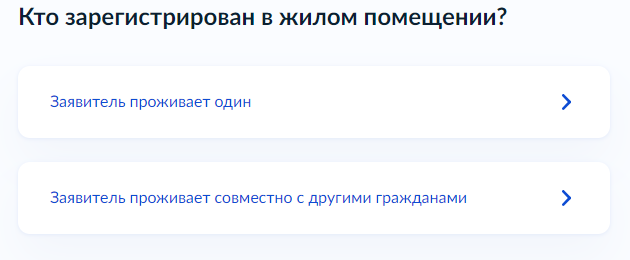 Кто зарегистрирован в жилом помещении?
Заявитель проживает один
Заявитель проживает совместно с другими гражданами